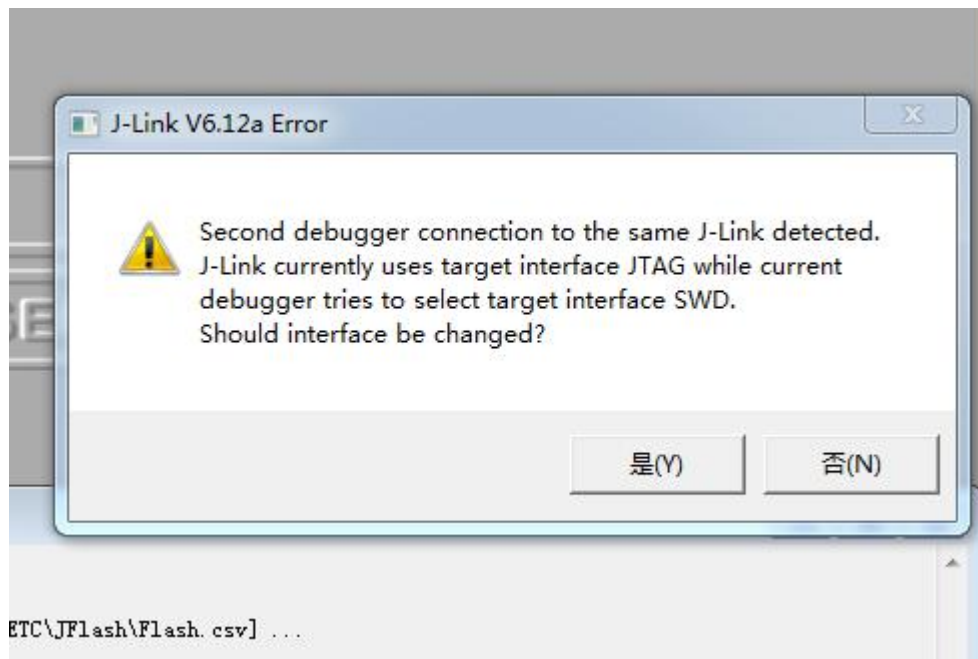 J-Link V6.12a Error
Second debugger connection to the same J-Link detected.
J-Link currently uses target interface JTAG while current
debugger tries to select target interface SWD.
Should interface be changed?
是(Y)
否(N)
ETC\JFlash\Flash.csv] ...